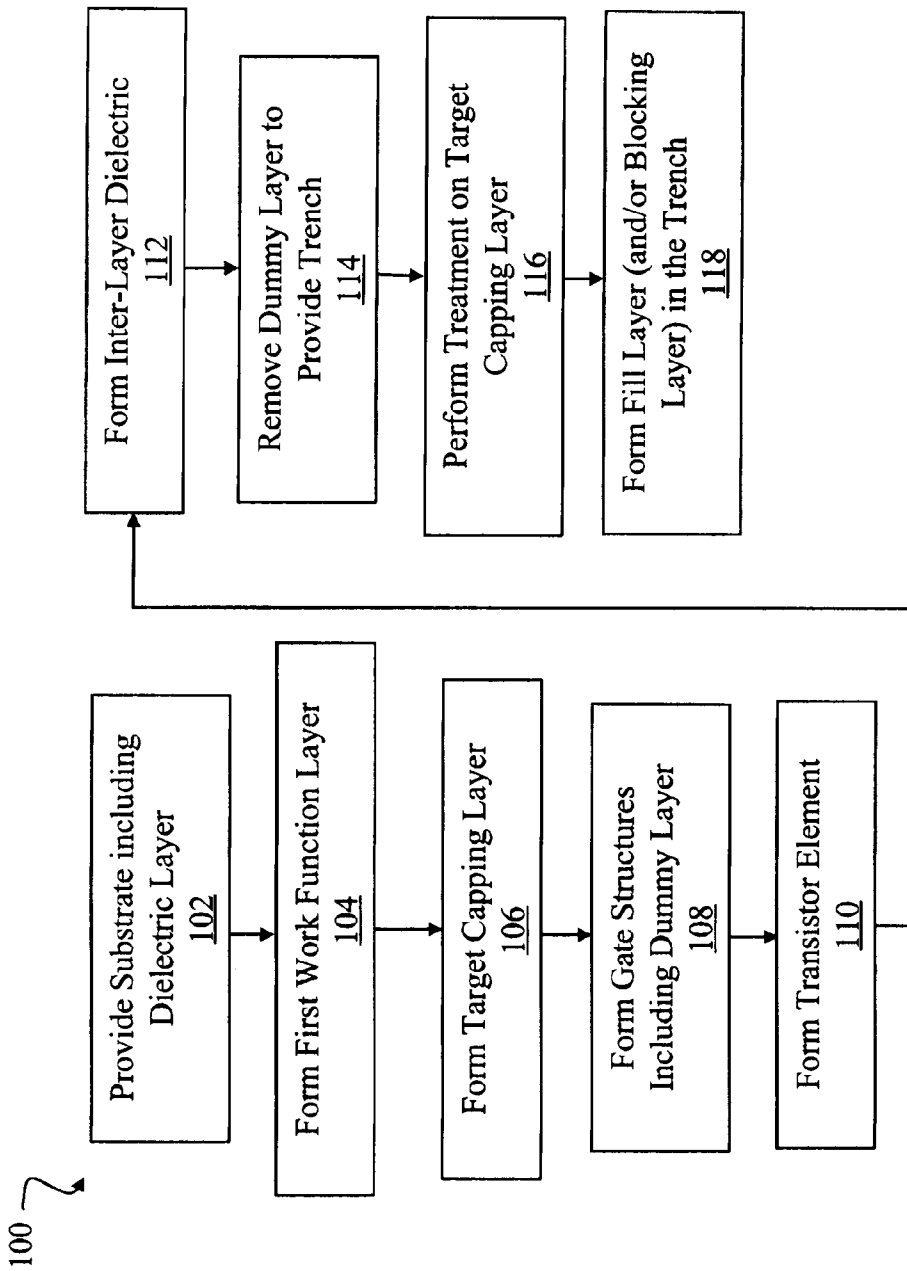 100
Provide Substrate including
Dielectric Layer
102
Form First Work Function Layer
104
Form Target Capping Layer
106
Form Gate Structures
Including Dummy Layer
108
Form Transistor Element
110
Form Inter-Layer Dielectric
112
Remove Dummy Layer to
Provide Trench
114
Perform Treatment on Target
Capping Layer
116
Form Fill Layer (and/or Blocking
Layer) in the Trench
118